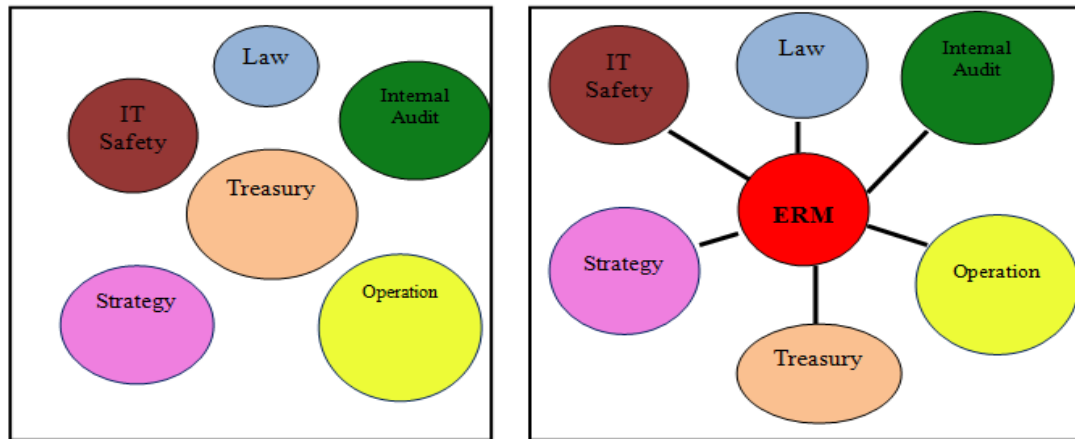 Law
IT
Safety
Internal
Audit
Treasury
Strategy
Operation
IT
Safety
Law
Internal
Audit
ERM
Strategy
Operation
Treasury